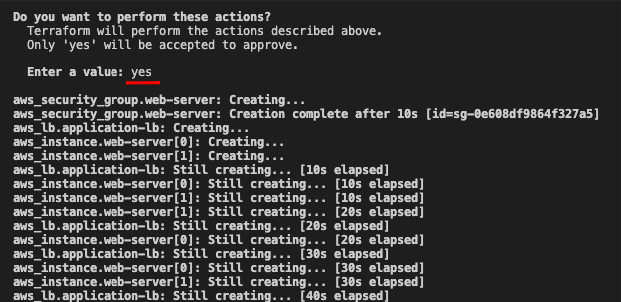 Do you want to perform these actions?
Terraform will perform the actions described above.
Only 'yes' will be accepted to approve.
Enter a value: yes
aws_security_group.web-server: Creating...
aws_security_group.web-server: Creation complete after 10s [id=sg-0e608df9864f327a5]
aws_lb.application-lb: Creating...
aws_instance.web-server[0]: Creating...
aws_instance.web-server[1]: Creating...
aws_lb.application-lb: Still creating... [10s elapsed]
aws_instance.web-server[0]: Still creating... [10s elapsed]
aws_instance.web-server[1]: Still creating... [10s elapsed]
aws_instance.web-server[1]: Still creating... [20s elapsed]
aws_lb.application-lb: Still creating... [20s elapsed]
aws_instance.web-server[0]: Still creating... [20s elapsed]
aws_lb.application-lb: Still creating... [30s elapsed]
aws_instance.web-server[0]: Still creating... [30s elapsed]
aws_instance.web-server[1]: Still creating... [30s elapsed]
aws_lb.application-lb: Still creating... [40s elapsed]